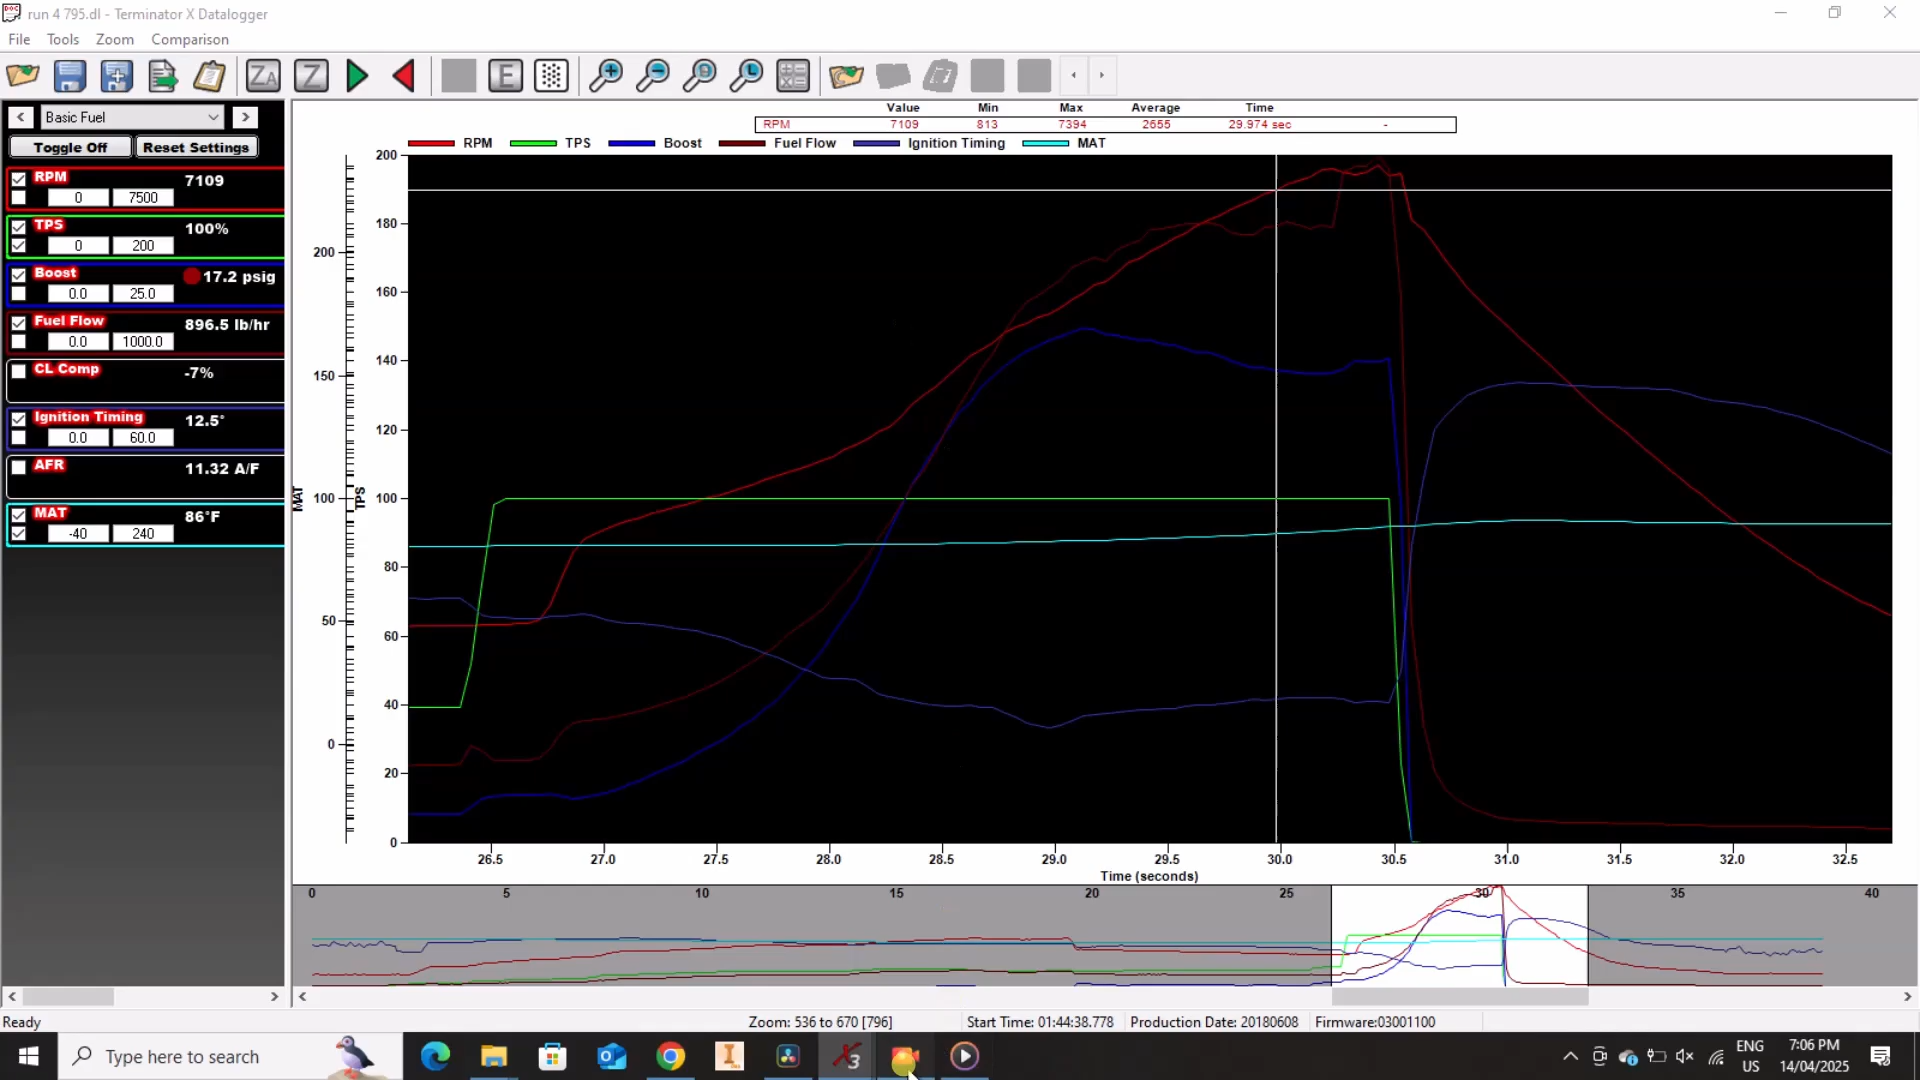 run 4 795.dl - Terminator X Datalogger
File Tools Zoom Comparison
ZA Z E
< Basic Fuel >
Toggle Off Reset Settings
RPM 7109
0 7500
TPS 100%
0 200
Boost 17.2 psig
0.0 25.0
Fuel Flow 896.5 lb/hr
0.0 1000.0
CL Comp -7%
Ignition Timing 12.5°
0.0 60.0
AFR 11.32 A/F
MAT 86°F
-40 240
Value Min Max Average Time
RPM 7109 813 7394 2655 29.974 sec -
RPM TPS Boost Fuel Flow Ignition Timing MAT
MAT
200
150
100
50
0
TPS
200
180
160
140
120
100
80
60
40
20
0
26.5 27.0 27.5 28.0 28.5 29.0 29.5 30.0 30.5 31.0 31.5 32.0 32.5
Time (seconds)
0 5 10 15 20 25 30 35 40
Ready Zoom: 536 to 670 [796] Start Time: 01:44:38.778 Production Date: 20180608 Firmware:03001100
Type here to search
ENG
US
7:06 PM
14/04/2025